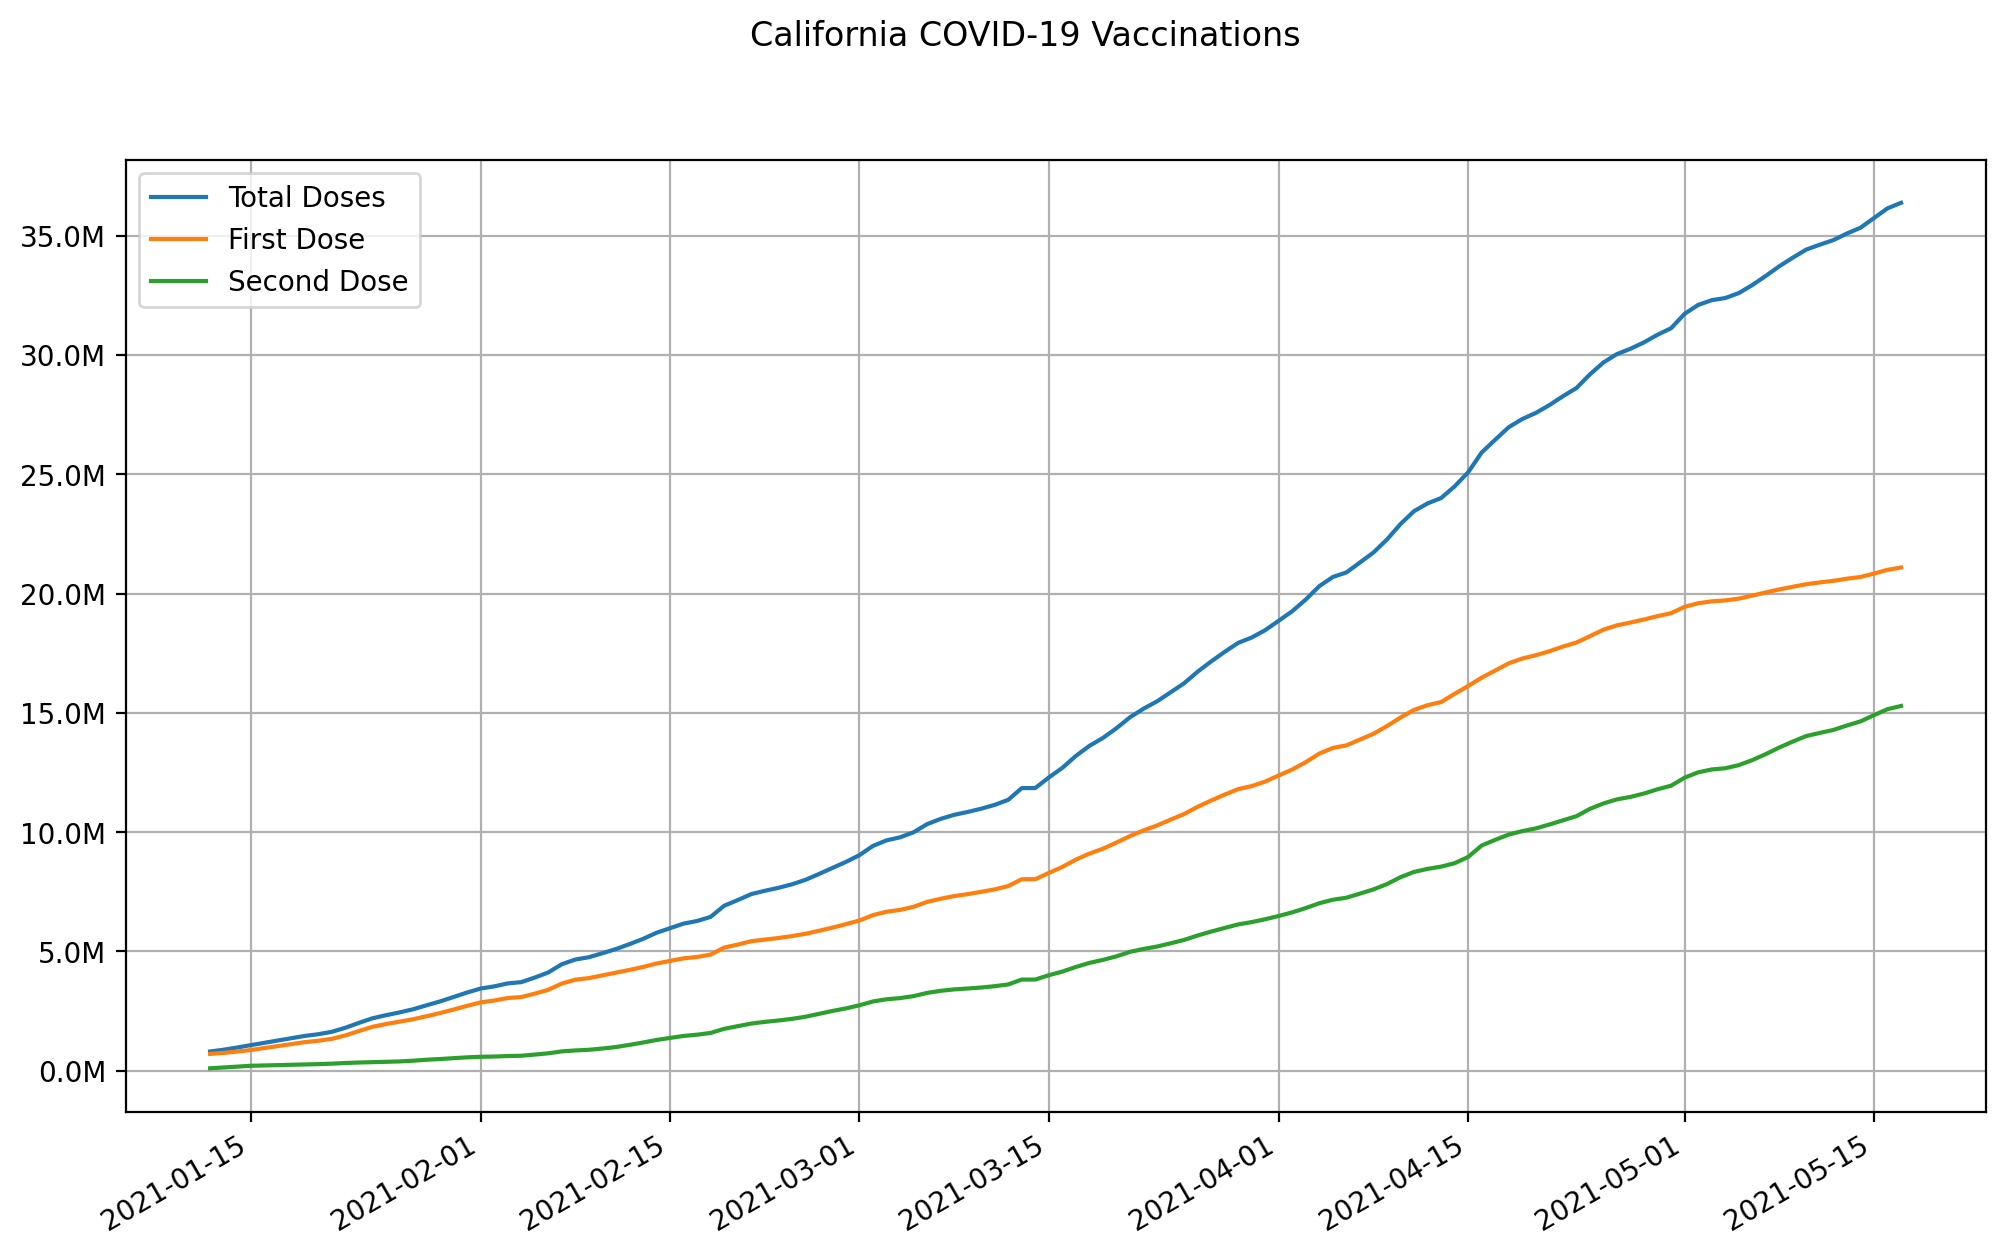 California COVID-19 Vaccinations
Total Doses
First Dose
Second Dose
35.0M
30.0M
25.0M
20.0M
15.0M
10.0M
5.0M
0.0M
2021-01-15
2021-02-01
2021-02-15
2021-03-01
2021-03-15
2021-04-01
2021-04-15
2021-05-01
2021-05-15